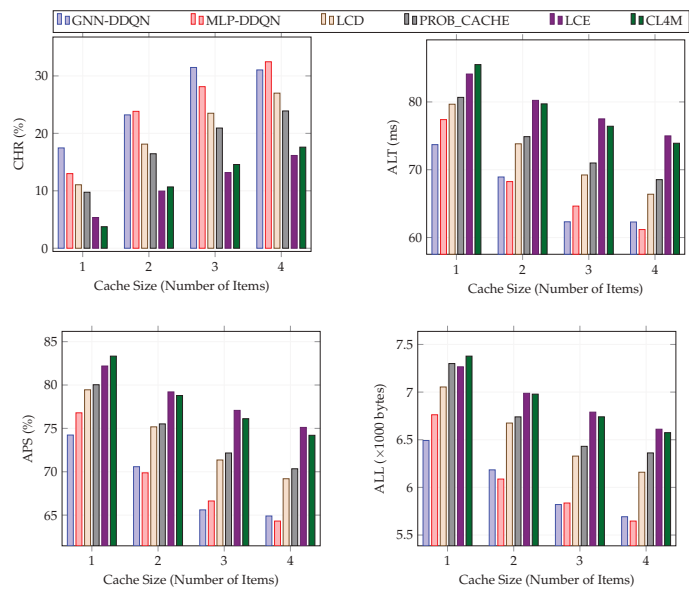 GNN-DDQN MLP-DDQN LCD PROB_CACHE LCE CL4M
30
20
10
0
CHR (%)
1 2 3 4
Cache Size (Number of Items)
80
70
60
ALT (ms)
1 2 3 4
Cache Size (Number of Items)
85
80
75
70
65
APS (%)
1 2 3 4
Cache Size (Number of Items)
7.5
7
6.5
6
5.5
ALL (×1000 bytes)
1 2 3 4
Cache Size (Number of Items)